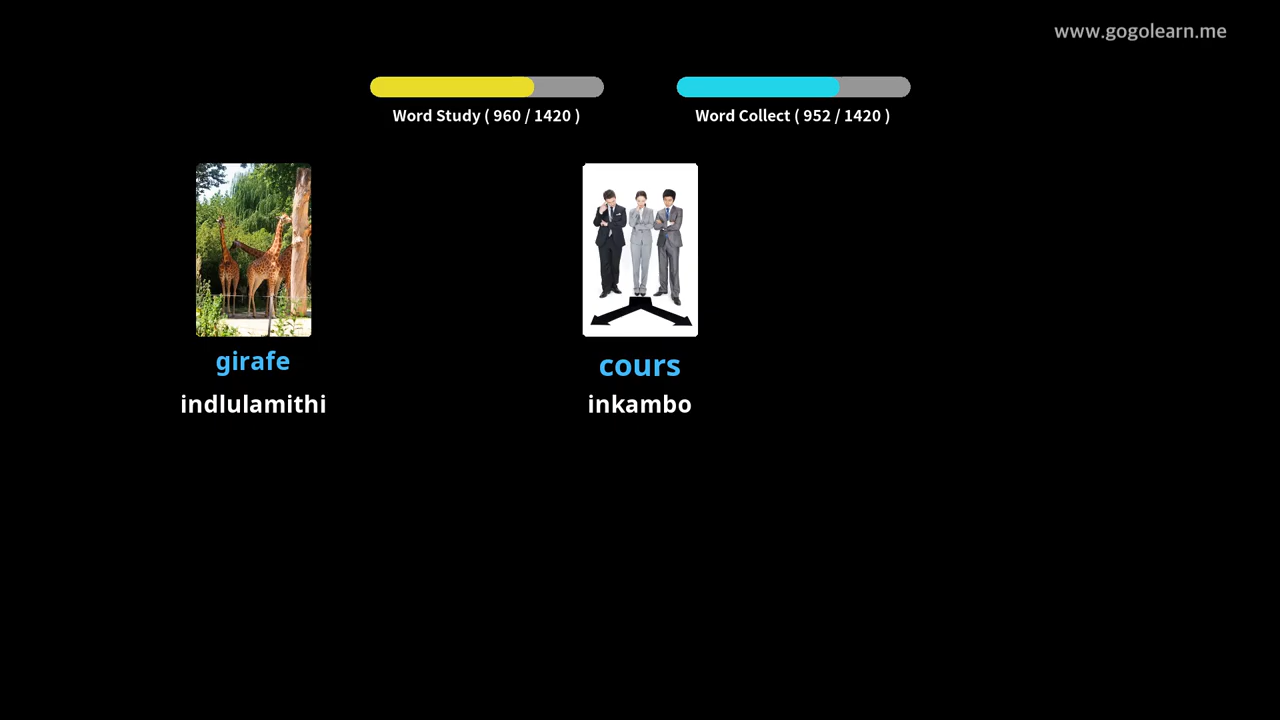 www.gogolearn.me
Word Study ( 960 / 1420 )
Word Collect ( 952 / 1420 )
girafe
indlulamithi
cours
inkambo